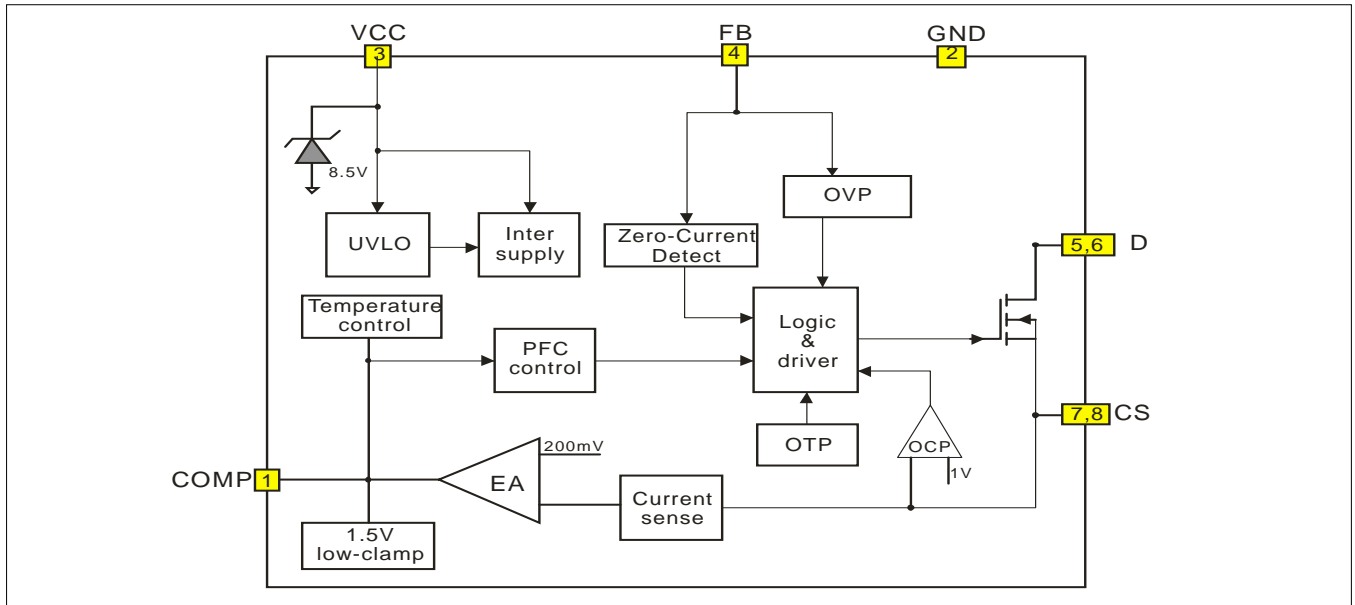 VCC
FB
GND
3
4
2
8.5V
UVLO
Inter
supply
Zero-Current
Detect
OVP
5,6
D
Temperature
control
PFC
control
Logic
&
driver
7,8
CS
COMP
1
EA
200mV
Current
sense
OTP
OCP
1V
1.5V
low-clamp